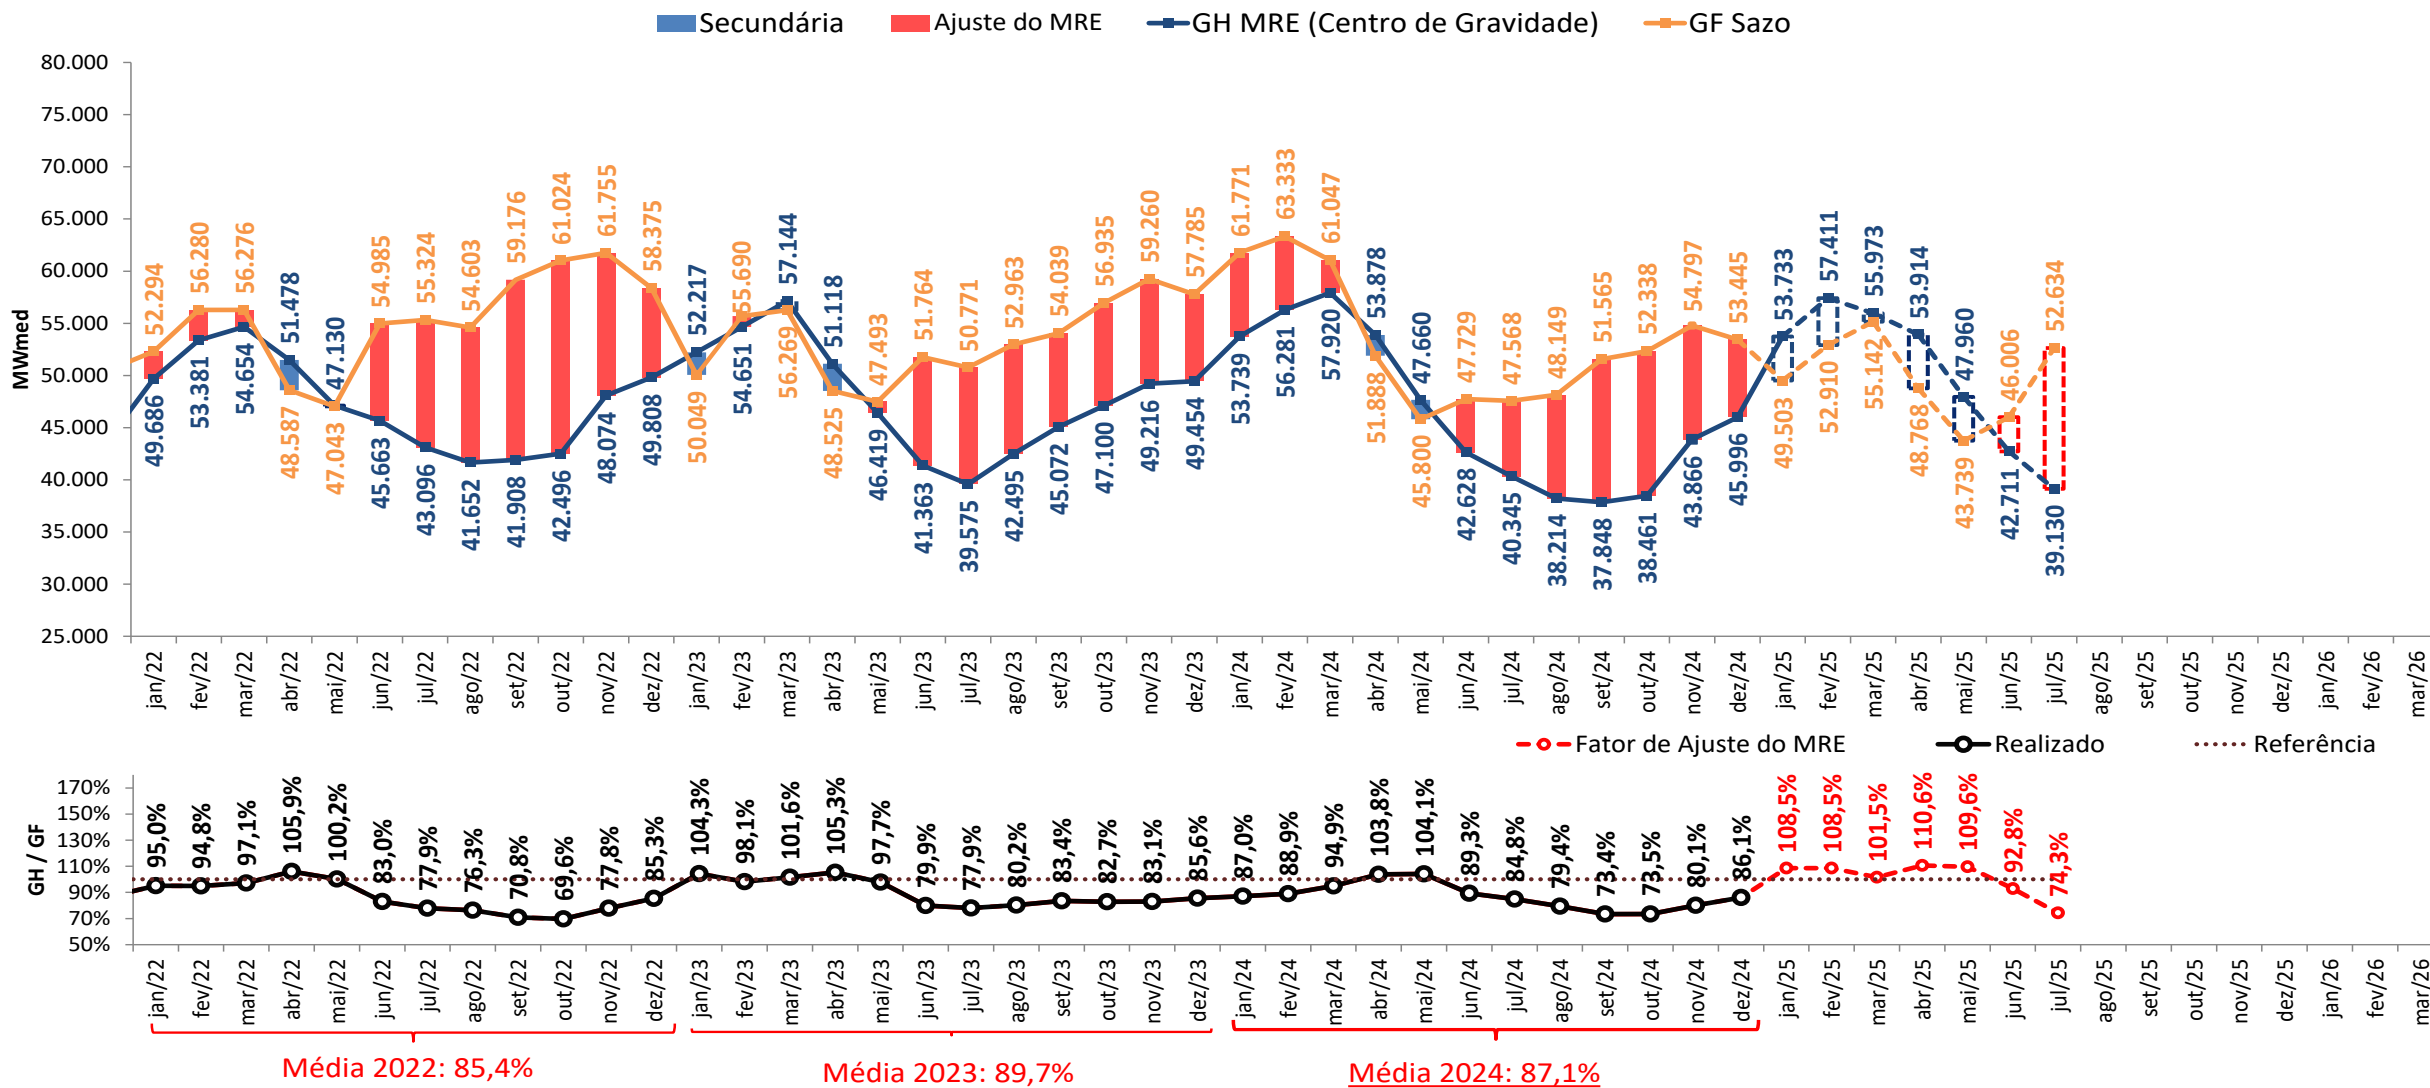 Secundária Ajuste do MRE GH MRE (Centro de Gravidade) GF Sazo
MWmed
80.000
75.000
70.000
65.000
60.000
55.000
50.000
45.000
40.000
35.000
30.000
25.000
52.294 56.280 56.276 51.478 47.130 54.985 55.324 54.603 59.176 61.024 61.755 58.375 52.217 55.690 57.144 51.118 47.493 51.764 50.771 52.963 54.039 56.935 59.260 57.785 61.771 63.333 61.047 53.878 47.660 47.729 47.568 48.149 51.565 52.338 54.797 53.445 53.733 57.411 55.973 53.914 47.960 46.006 52.634
49.686 53.381 54.654 48.587 47.043 45.663 43.096 41.652 41.908 42.496 48.074 49.808 50.049 54.651 56.269 48.525 46.419 41.363 39.575 42.495 45.072 47.100 49.216 49.454 53.739 56.281 57.920 51.888 45.800 42.628 40.345 38.214 37.848 38.461 43.866 45.996 49.503 52.910 55.142 48.768 43.739 42.711 39.130
jan/22 fev/22 mar/22 abr/22 mai/22 jun/22 jul/22 ago/22 set/22 out/22 nov/22 dez/22 jan/23 fev/23 mar/23 abr/23 mai/23 jun/23 jul/23 ago/23 set/23 out/23 nov/23 dez/23 jan/24 fev/24 mar/24 abr/24 mai/24 jun/24 jul/24 ago/24 set/24 out/24 nov/24 dez/24 jan/25 fev/25 mar/25 abr/25 mai/25 jun/25 jul/25 ago/25 set/25 out/25 nov/25 dez/25 jan/26 fev/26 mar/26
Fator de Ajuste do MRE Realizado Referência
GH / GF
170%
150%
130%
110%
90%
70%
50%
95,0% 94,8% 97,1% 105,9% 100,2% 83,0% 77,9% 76,3% 70,8% 69,6% 77,8% 85,3% 104,3% 98,1% 101,6% 105,3% 97,7% 79,9% 77,9% 80,2% 83,4% 82,7% 83,1% 85,6% 87,0% 88,9% 94,9% 103,8% 104,1% 89,3% 84,8% 79,4% 73,4% 73,5% 80,1% 86,1% 108,5% 108,5% 101,5% 110,6% 109,6% 92,8% 74,3%
jan/22 fev/22 mar/22 abr/22 mai/22 jun/22 jul/22 ago/22 set/22 out/22 nov/22 dez/22 jan/23 fev/23 mar/23 abr/23 mai/23 jun/23 jul/23 ago/23 set/23 out/23 nov/23 dez/23 jan/24 fev/24 mar/24 abr/24 mai/24 jun/24 jul/24 ago/24 set/24 out/24 nov/24 dez/24 jan/25 fev/25 mar/25 abr/25 mai/25 jun/25 jul/25 ago/25 set/25 out/25 nov/25 dez/25 jan/26 fev/26 mar/26
Média 2022: 85,4% Média 2023: 89,7% Média 2024: 87,1%